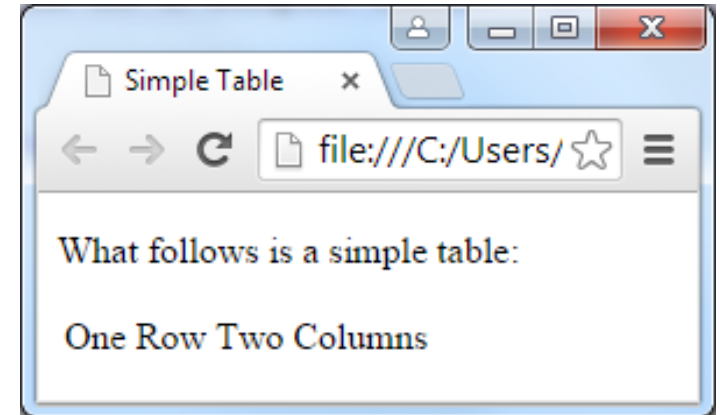 Simple Table
file:///C:/Users/
What follows is a simple table:
One Row Two Columns